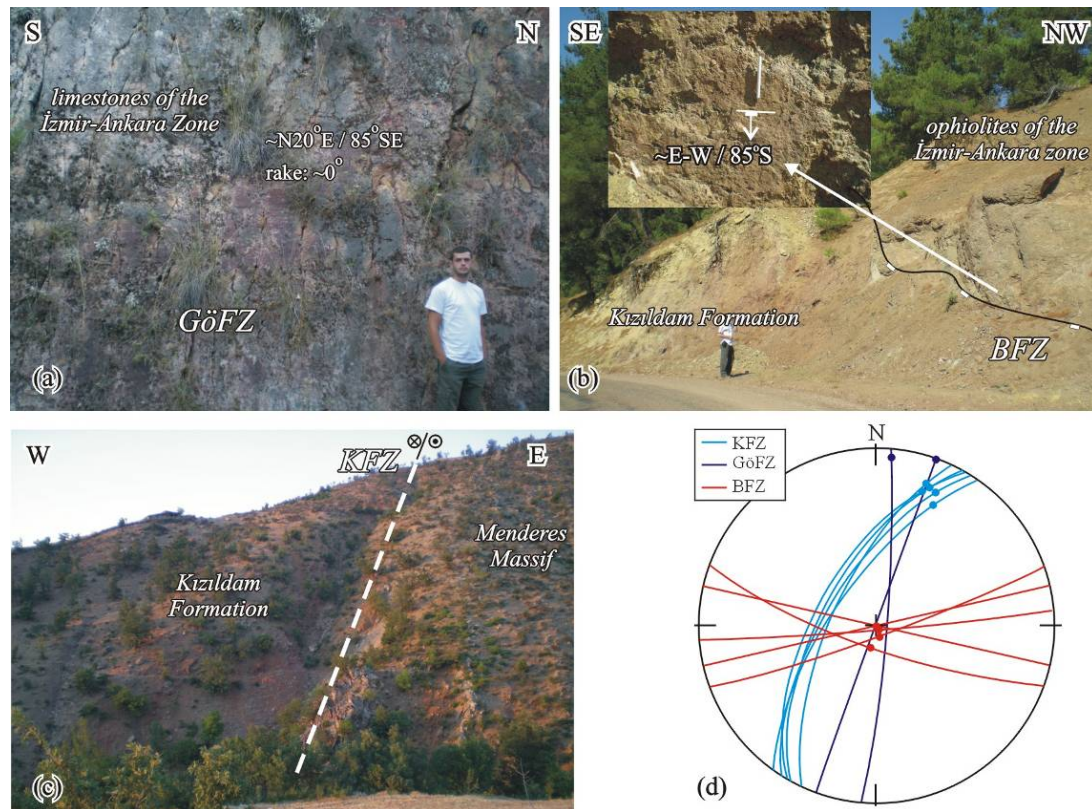 S
N
limestones of the
İzmir-Ankara Zone
~N20°E / 85°SE
rake: ~0°
GöFZ
(a)
SE
NW
~E-W / 85°S
ophiolites of the
İzmir-Ankara zone
Kızıldam Formation
BFZ
(b)
W
E
KFZ
Menderes
Massif
Kızıldam
Formation
(c)
N
KFZ
GöFZ
BFZ
(d)